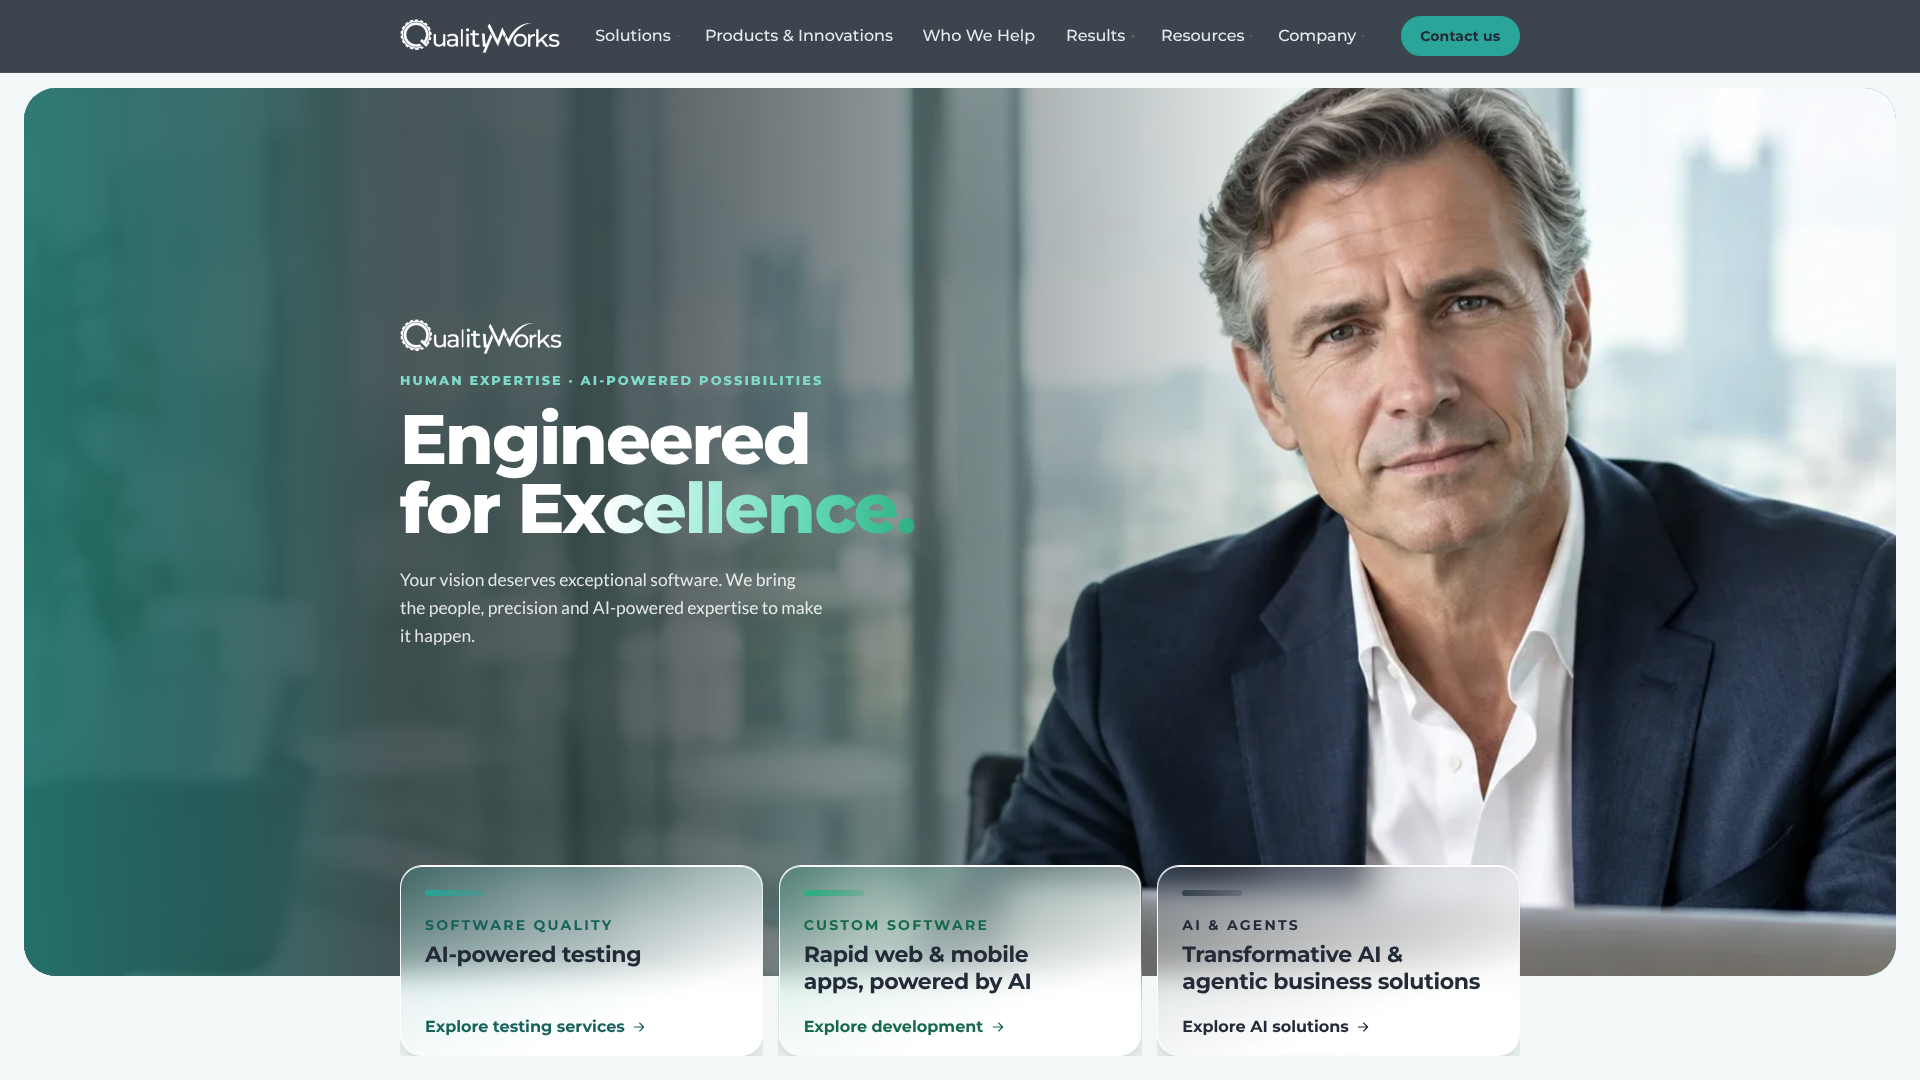 QualityWorks
Solutions
Products & Innovations
Who We Help
Results
Resources
Company
Contact us
QualityWorks
HUMAN EXPERTISE · AI-POWERED POSSIBILITIES
Engineered
for Excellence.
Your vision deserves exceptional software. We bring
the people, precision and AI-powered expertise to make
it happen.
SOFTWARE QUALITY
AI-powered testing
Explore testing services →
CUSTOM SOFTWARE
Rapid web & mobile
apps, powered by AI
Explore development →
AI & AGENTS
Transformative AI &
agentic business solutions
Explore AI solutions →